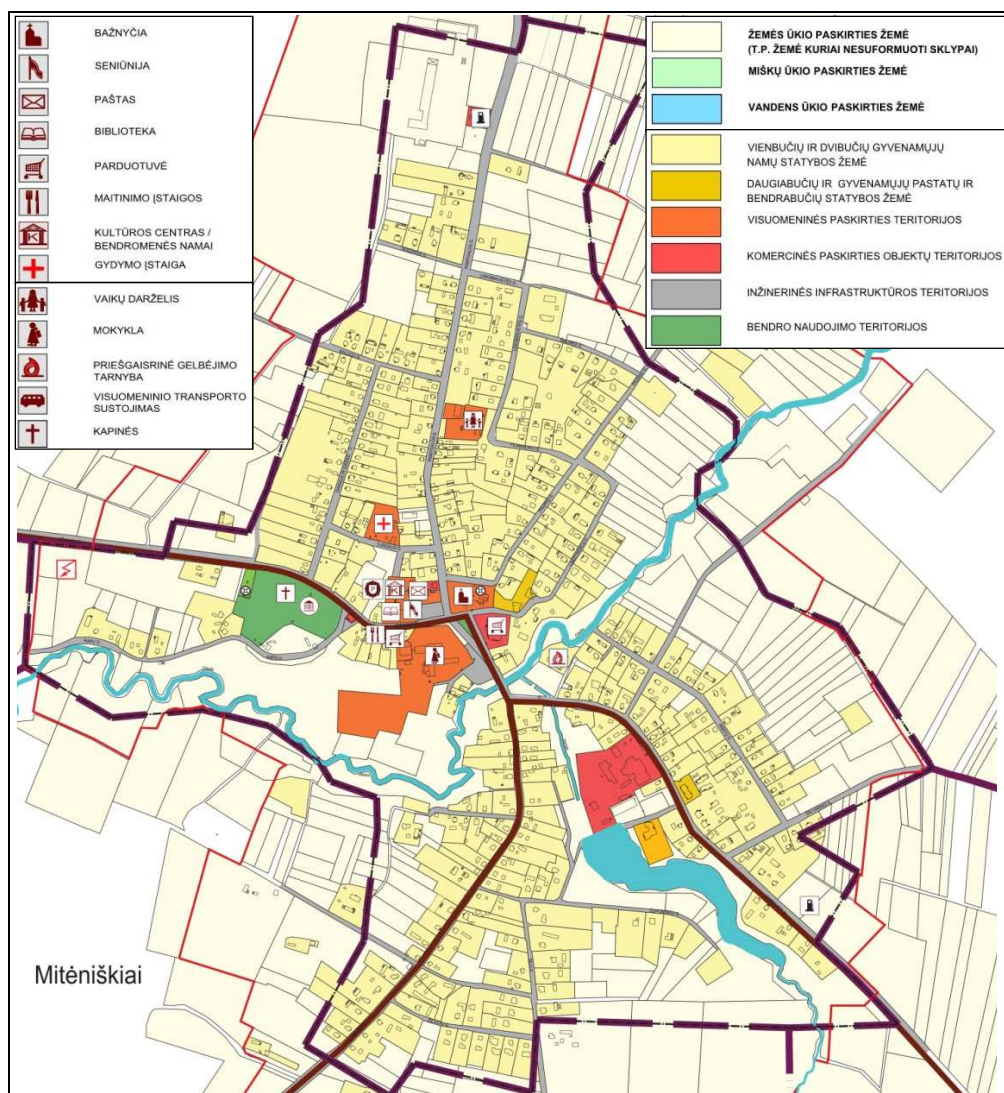 BAŽNYČIA
SENIŪNIJA
PAŠTAS
BIBLIOTEKA
PARDUOTUVĖ
MAITINIMO ĮSTAIGOS
KULTŪROS CENTRAS /
BENDROMENĖS NAMAI
GYDYMO ĮSTAIGA
VAIKŲ DARŽELIS
MOKYKLA
PRIEŠGAISRINĖ GELBĖJIMO
TARNYBA
VISUOMENINIO TRANSPORTO
SUSTOJIMAS
KAPINĖS
ŽEMĖS ŪKIO PASKIRTIES ŽEMĖ
(T.P. ŽEMĖ KURIAI NESUFORMUOTI SKLYPAI)
MIŠKŲ ŪKIO PASKIRTIES ŽEMĖ
VANDENS ŪKIO PASKIRTIES ŽEMĖ
VIENBUČIŲ IR DVIBUČIŲ GYVENAMŲJŲ
NAMŲ STATYBOS ŽEMĖ
DAUGIABUČIŲ IR GYVENAMŲJŲ PASTATŲ IR
BENDRABUČIŲ STATYBOS ŽEMĖ
VISUOMENINĖS PASKIRTIES TERITORIJOS
KOMERCINĖS PASKIRTIES OBJEKTŲ TERITORIJOS
INŽINERINĖS INFRASTRUKTŪROS TERITORIJOS
BENDRO NAUDOJIMO TERITORIJOS
Mitėniškiai